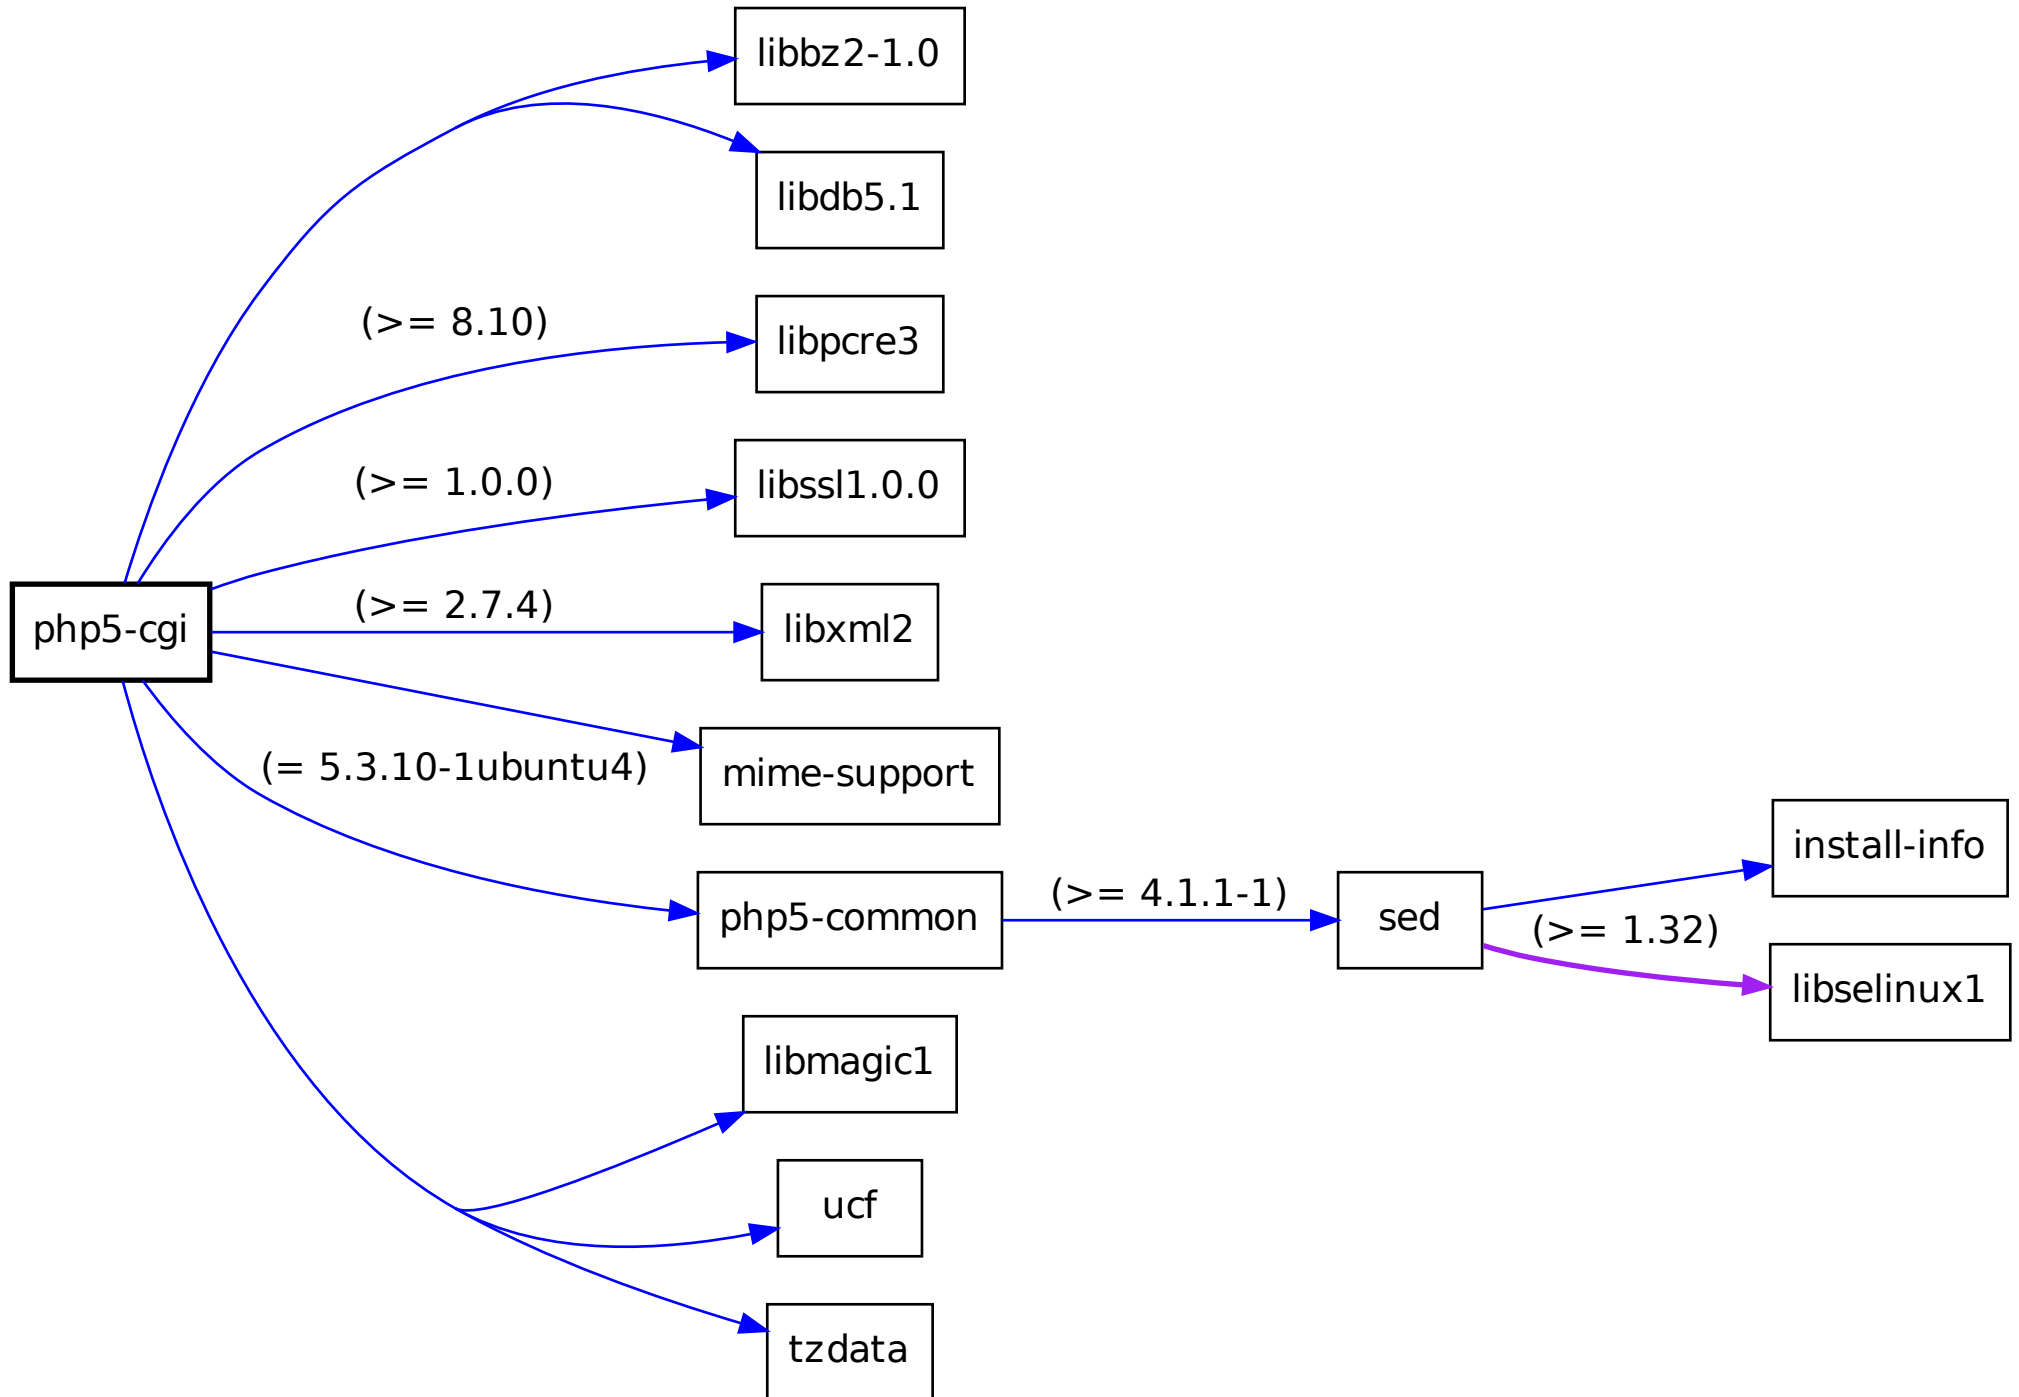 libbz2-1.0
libdb5.1
(>= 8.10)
libpcre3
(>= 1.0.0)
libssl1.0.0
php5-cgi
(>= 2.7.4)
libxml2
(= 5.3.10-1ubuntu4)
mime-support
php5-common
(>= 4.1.1-1)
sed
install-info
(>= 1.32)
libselinux1
libmagic1
ucf
tzdata